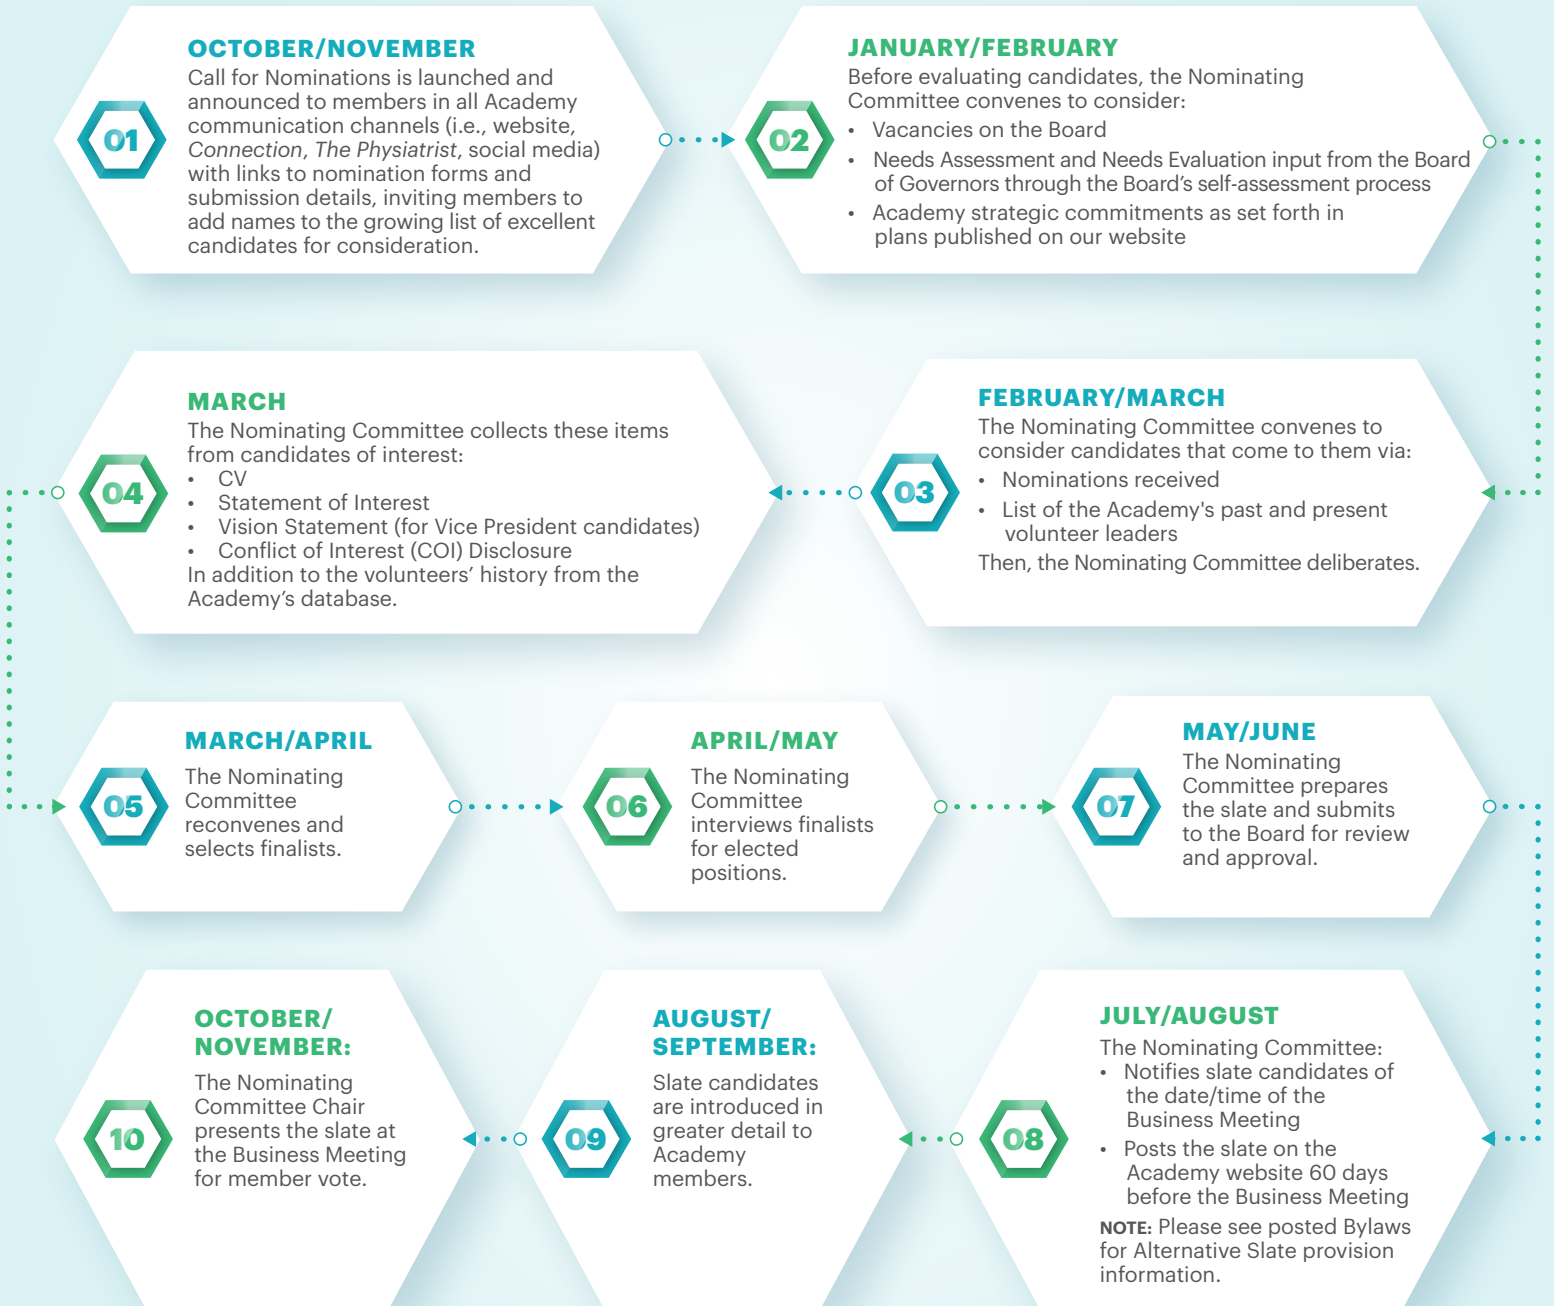 01
OCTOBER/NOVEMBER
Call for Nominations is launched and
announced to members in all Academy
communication channels (i.e., website,
Connection, The Physiatrist, social media)
with links to nomination forms and
submission details, inviting members to
add names to the growing list of excellent
candidates for consideration.
02
JANUARY/FEBRUARY
Before evaluating candidates, the Nominating
Committee convenes to consider:
• Vacancies on the Board
• Needs Assessment and Needs Evaluation input from the Board
of Governors through the Board’s self-assessment process
• Academy strategic commitments as set forth in
plans published on our website
03
FEBRUARY/MARCH
The Nominating Committee convenes to
consider candidates that come to them via:
• Nominations received
• List of the Academy's past and present
volunteer leaders
Then, the Nominating Committee deliberates.
04
MARCH
The Nominating Committee collects these items
from candidates of interest:
• CV
• Statement of Interest
• Vision Statement (for Vice President candidates)
• Conflict of Interest (COI) Disclosure
In addition to the volunteers’ history from the
Academy’s database.
05
MARCH/APRIL
The Nominating
Committee
reconvenes and
selects finalists.
06
APRIL/MAY
The Nominating
Committee
interviews finalists
for elected
positions.
07
MAY/JUNE
The Nominating
Committee prepares
the slate and submits
to the Board for review
and approval.
08
JULY/AUGUST
The Nominating Committee:
• Notifies slate candidates of
the date/time of the
Business Meeting
• Posts the slate on the
Academy website 60 days
before the Business Meeting
NOTE: Please see posted Bylaws
for Alternative Slate provision
information.
09
AUGUST/
SEPTEMBER:
Slate candidates
are introduced in
greater detail to
Academy
members.
10
OCTOBER/
NOVEMBER:
The Nominating
Committee Chair
presents the slate at
the Business Meeting
for member vote.